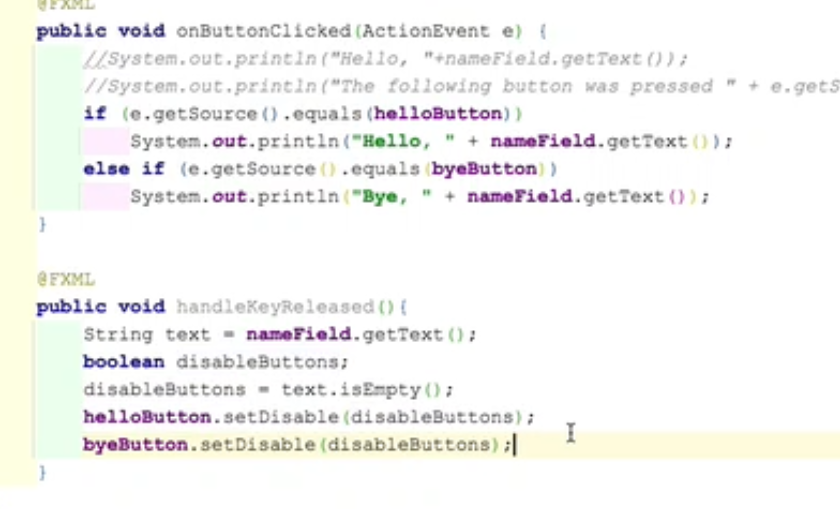 @FXML
public void onButtonClicked(ActionEvent e) {
//System.out.println("Hello, "+nameField.getText());
//System.out.println("The following button was pressed " + e.getS
if (e.getSource().equals(helloButton))
System.out.println("Hello, " + nameField.getText());
else if (e.getSource().equals(byeButton))
System.out.println("Bye, " + nameField.getText());
}
@FXML
public void handleKeyReleased(){
String text = nameField.getText();
boolean disableButtons;
disableButtons = text.isEmpty();
helloButton.setDisable(disableButtons);
byeButton.setDisable(disableButtons);
}